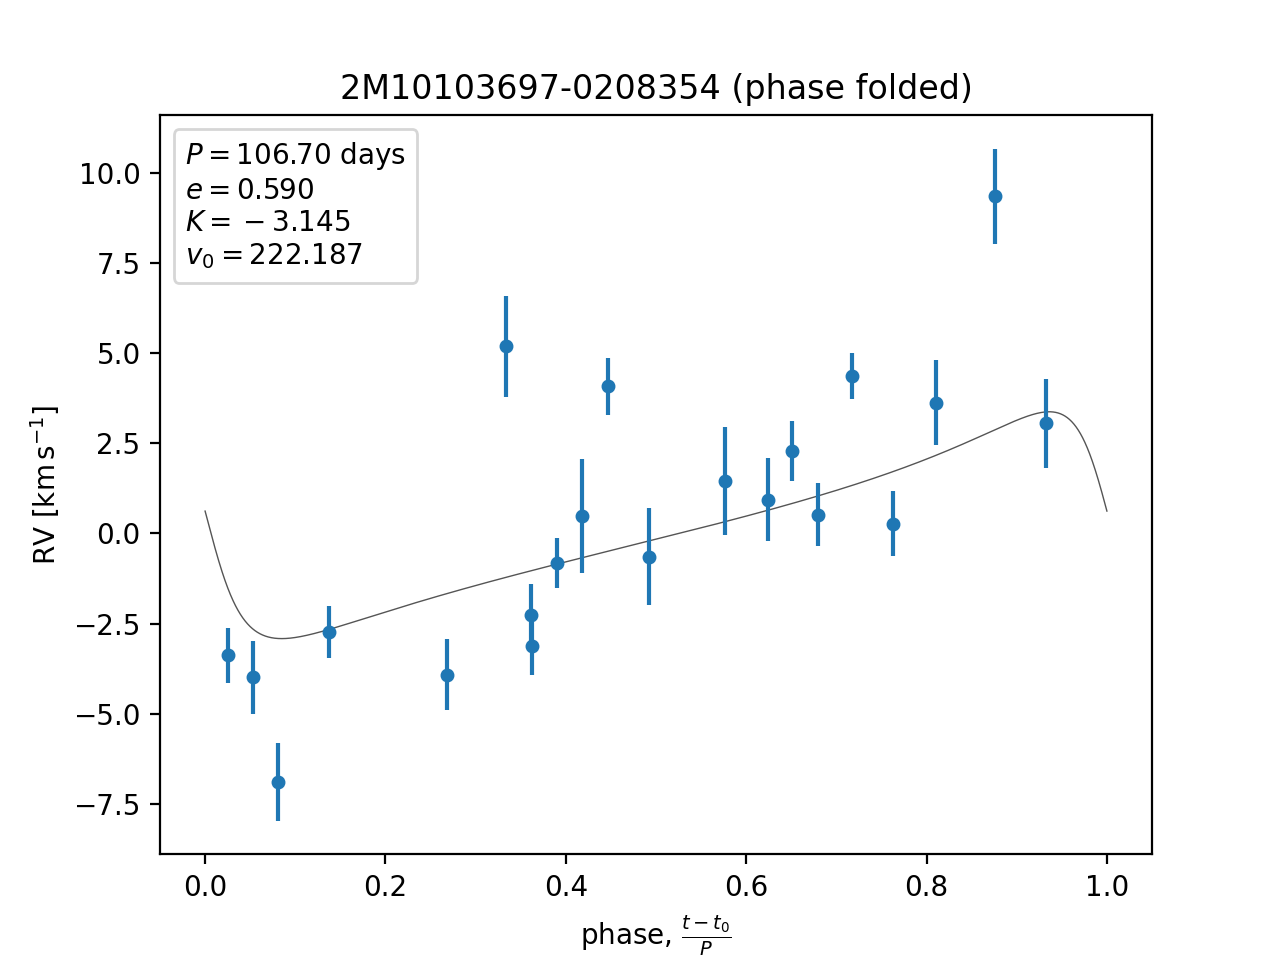 2M10103697-0208354 (phase folded)
P = 106.70 days
e = 0.590
K = −3.145
v₀ = 222.187
10.0
7.5
5.0
2.5
0.0
−2.5
−5.0
−7.5
RV [km s⁻¹]
0.0 0.2 0.4 0.6 0.8 1.0
phase, (t − t₀)/P